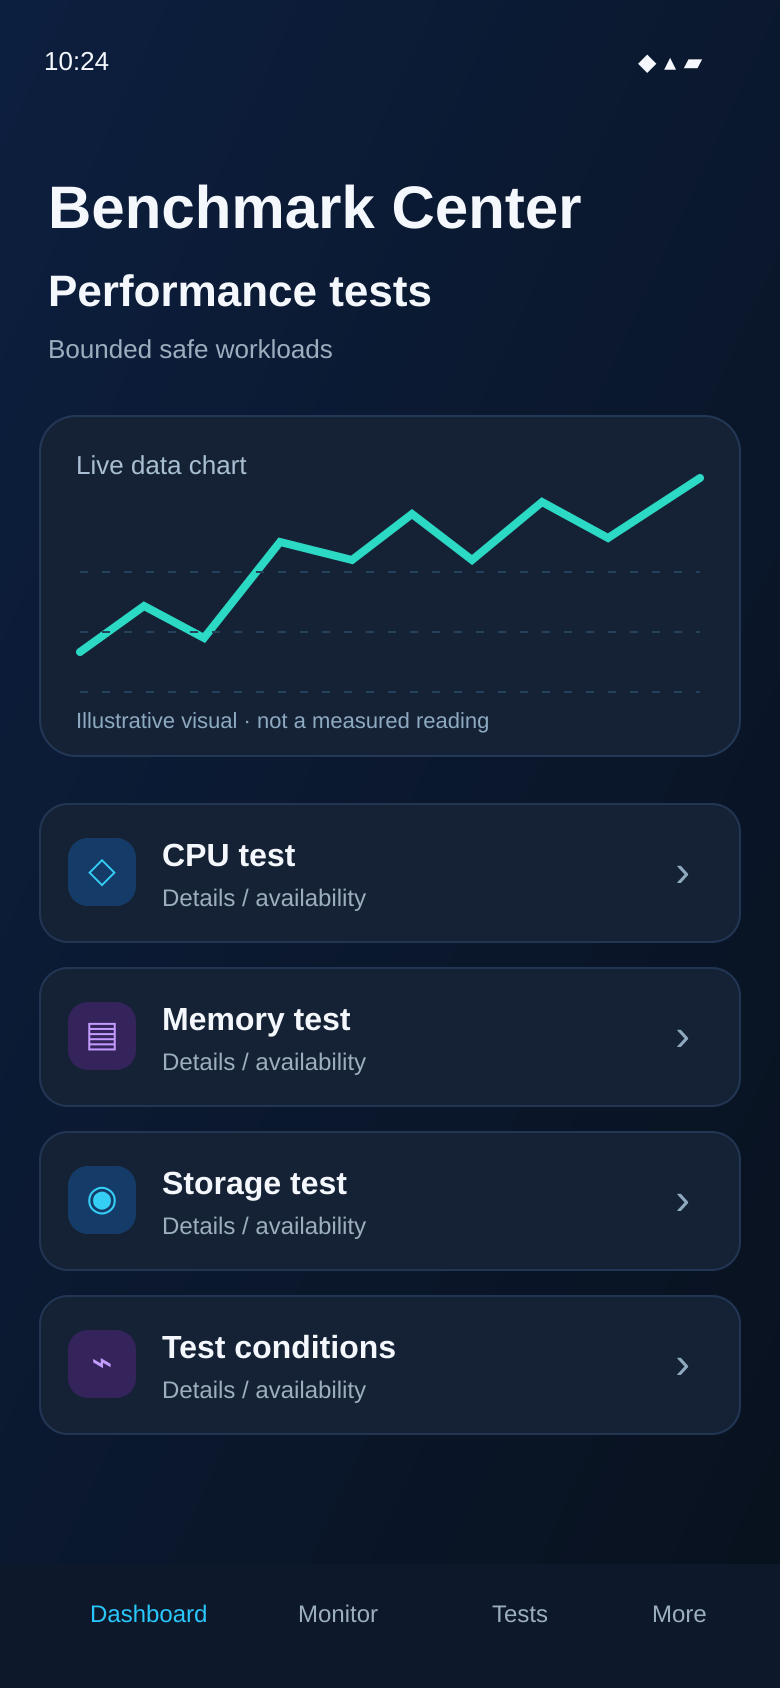 10:24
Benchmark Center
Performance tests
Bounded safe workloads
Live data chart
Illustrative visual · not a measured reading
CPU test
Details / availability
Memory test
Details / availability
Storage test
Details / availability
Test conditions
Details / availability
Dashboard Monitor Tests More